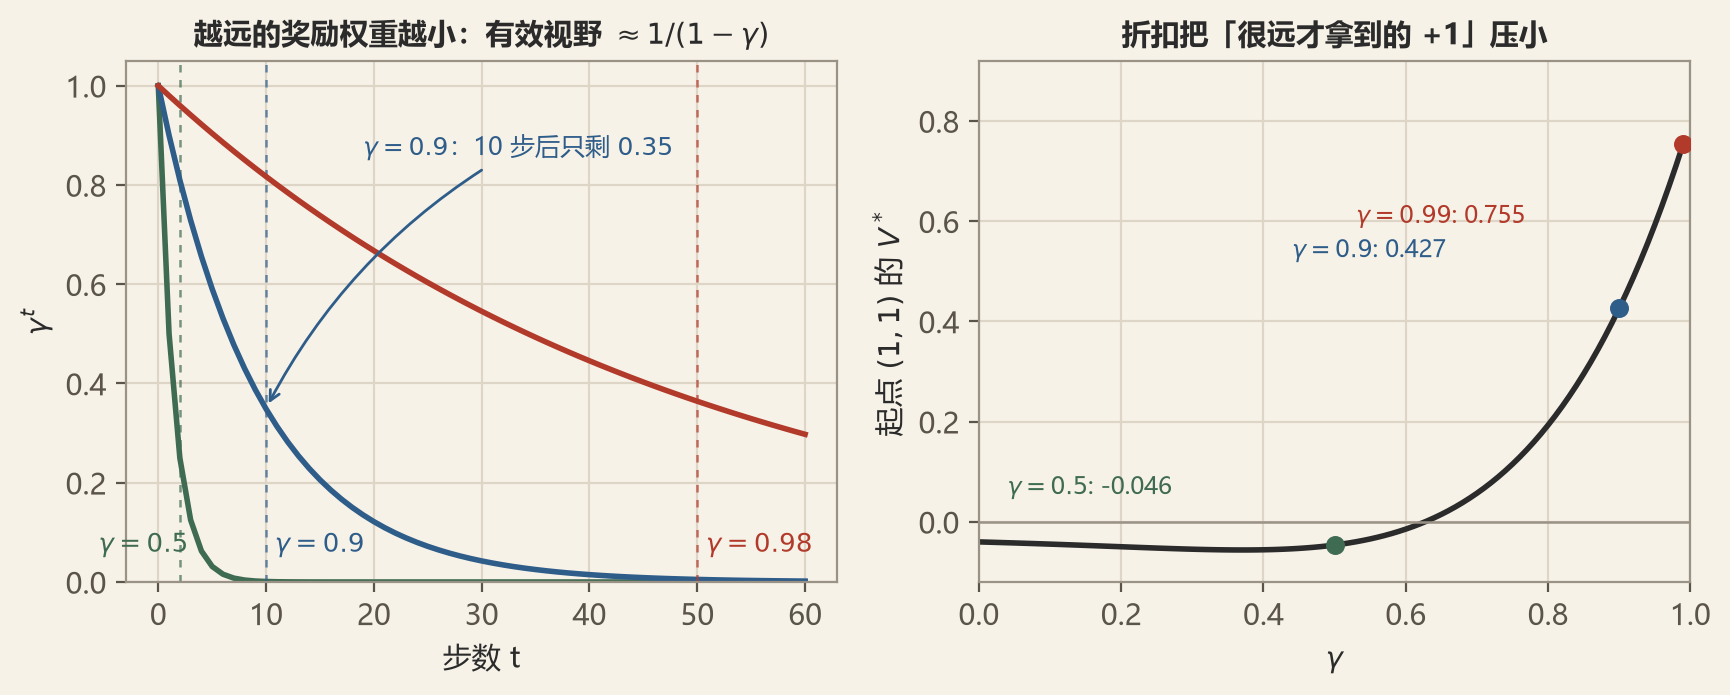 越远的奖励权重越小：有效视野 ≈ 1/(1 − γ)
γ = 0.9：10 步后只剩 0.35
γ = 0.5
γ = 0.9
γ = 0.98
γᵗ
1.0
0.8
0.6
0.4
0.2
0.0
0 10 20 30 40 50 60
步数 t
折扣把「很远才拿到的 +1」压小
γ = 0.99: 0.755
γ = 0.9: 0.427
γ = 0.5: -0.046
起点 (1, 1) 的 V*
0.8
0.6
0.4
0.2
0.0
0.0 0.2 0.4 0.6 0.8 1.0
γ